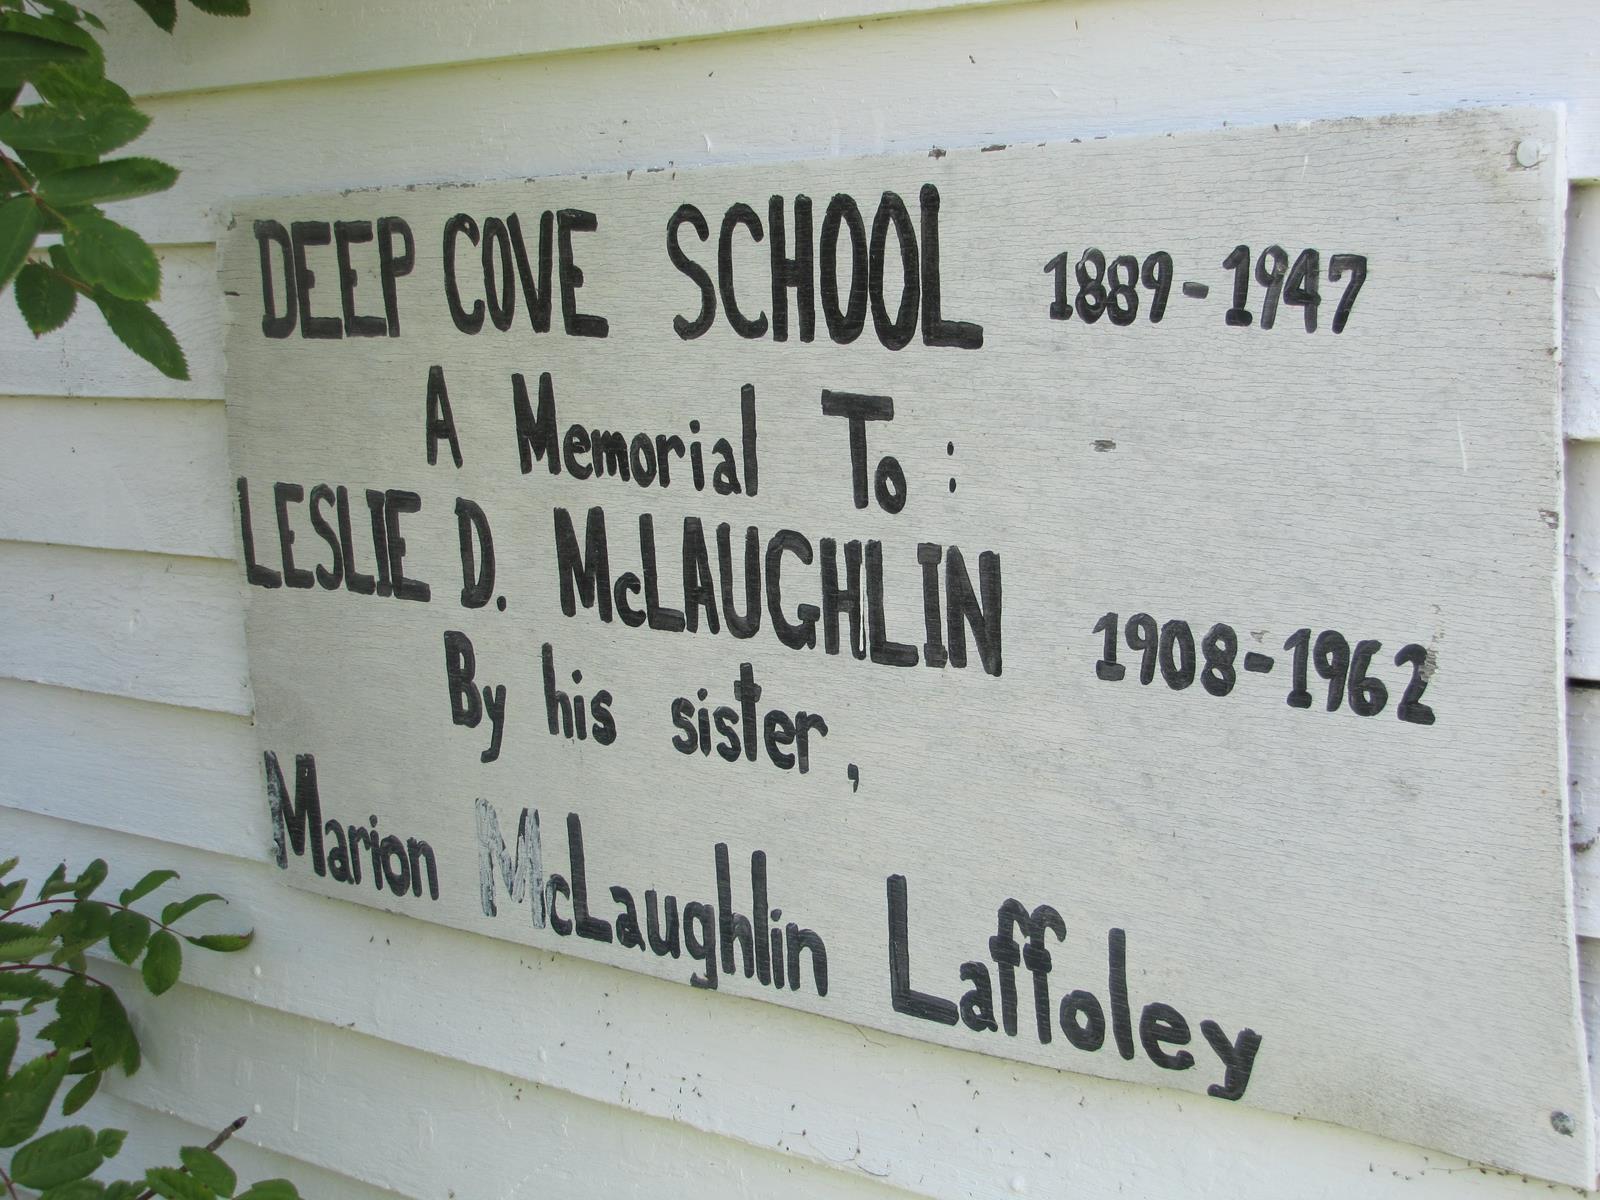 DEEP COVE SCHOOL 1889-1947
A Memorial To:
LESLIE D. McLAUGHLIN 1908-1962
By his sister,
Marion McLaughlin Laffoley